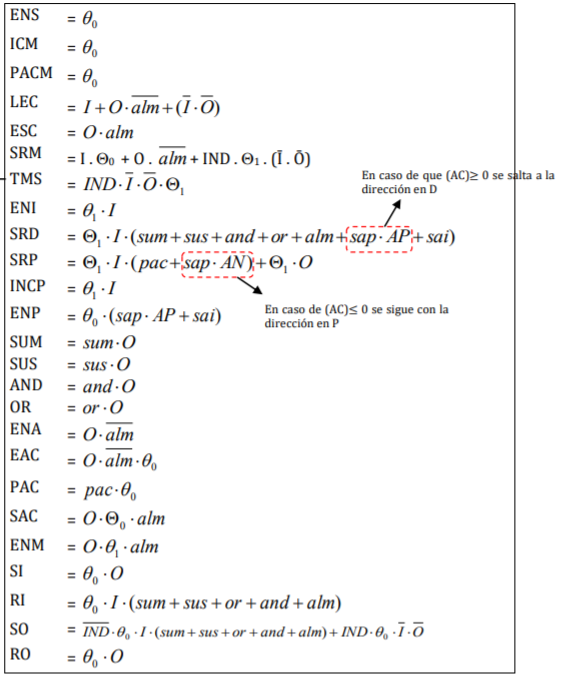 ENS = θ₀
ICM = θ₀
PACM = θ₀
LEC = I + O · a̅l̅m̅ + (I̅ · O̅)
ESC = O · alm
SRM = I . Θ₀ + O . a̅l̅m̅ + IND . Θ₁ . (Ī . Ō)
TMS = IND · I̅ · O̅ · Θ₁
En caso de que (AC)≥ 0 se salta a la
dirección en D
ENI = θ₁ · I
SRD = Θ₁ · I · (sum + sus + and + or + alm + sap · AP + sai)
SRP = Θ₁ · I · (pac + sap · AN) + Θ₁ · O
INCP = θ₁ · I
ENP = θ₀ · (sap · AP + sai)
En caso de (AC)≤ 0 se sigue con la
dirección en P
SUM = sum · O
SUS = sus · O
AND = and · O
OR = or · O
ENA = O · a̅l̅m̅
EAC = O · a̅l̅m̅ · θ₀
PAC = pac · θ₀
SAC = O · Θ₀ · alm
ENM = O · θ₁ · alm
SI = θ₀ · O
RI = θ₀ · I · (sum + sus + or + and + alm)
SO = I̅N̅D̅ · θ₀ · I · (sum + sus + or + and + alm) + IND · θ₀ · I̅ · O̅
RO = θ₀ · O